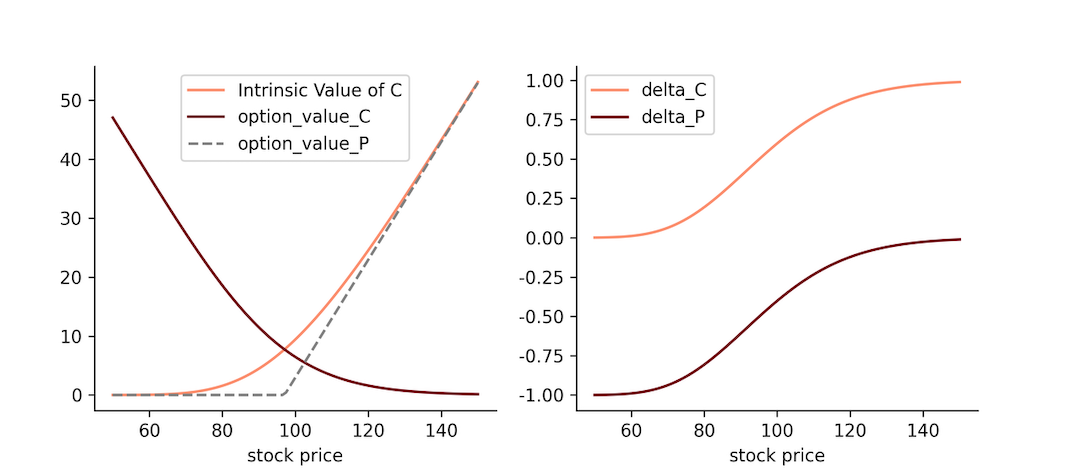 Intrinsic Value of C
option_value_C
option_value_P
50
40
30
20
10
0
60 80 100 120 140
stock price
delta_C
delta_P
1.00
0.75
0.50
0.25
0.00
-0.25
-0.50
-0.75
-1.00
60 80 100 120 140
stock price